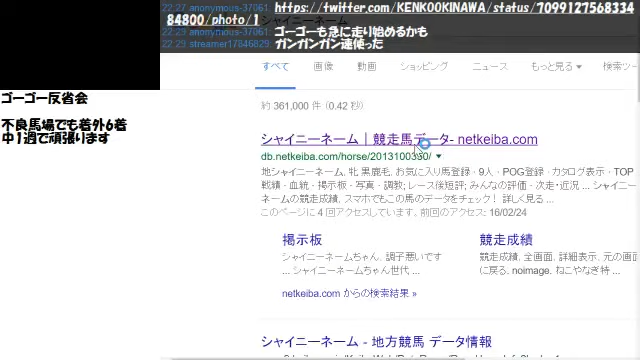 22:27 anonymous-37061 https://twitter.com/KENKOOKINAWA/status/7099127568334
84800/photo/1 シャイニーネーム
22:29 anonymous-37061 ゴーゴーも急に走り始めるかも
22:29 streamer17846829 ガンガンガン速使った
すべて 画像 動画 ショッピング ニュース もっと見る 検索ツー
約 361,000 件 (0.42 秒)
ゴーゴー反省会
不良馬場でも着外6着
中1週で頑張ります
シャイニーネーム｜競走馬データ- netkeiba.com
db.netkeiba.com/horse/2013100330/
地シャイニーネーム, 牝 黒鹿毛, お気に入り馬登録・9人・POG登録・カタログ表示・TOP
戦績・血統・掲示板・写真・調教; レース後短評; みんなの評価・次走・近況 ... シャイニー
ネームの競走成績、スマホでもこの馬のデータをチェック！ 詳しく見る ...
このページに 4 回アクセスしています。前回のアクセス: 16/02/24
掲示板
シャイニーネームちゃん、調子悪いです
... シャイニーネームちゃん世代 ...
競走成績
競走成績, 全画面, 詳細表示, 元の画
に戻る, noimage, ねこやなぎ特 ...
netkeiba.com からの検索結果 »
シャイニーネーム - 地方競馬 データ情報